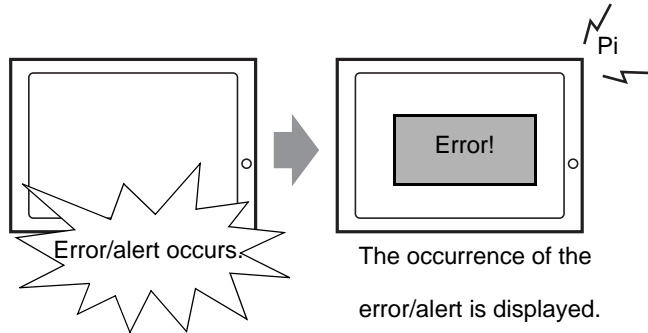 Pi
Error!
Error/alert occurs.
The occurrence of the
error/alert is displayed.